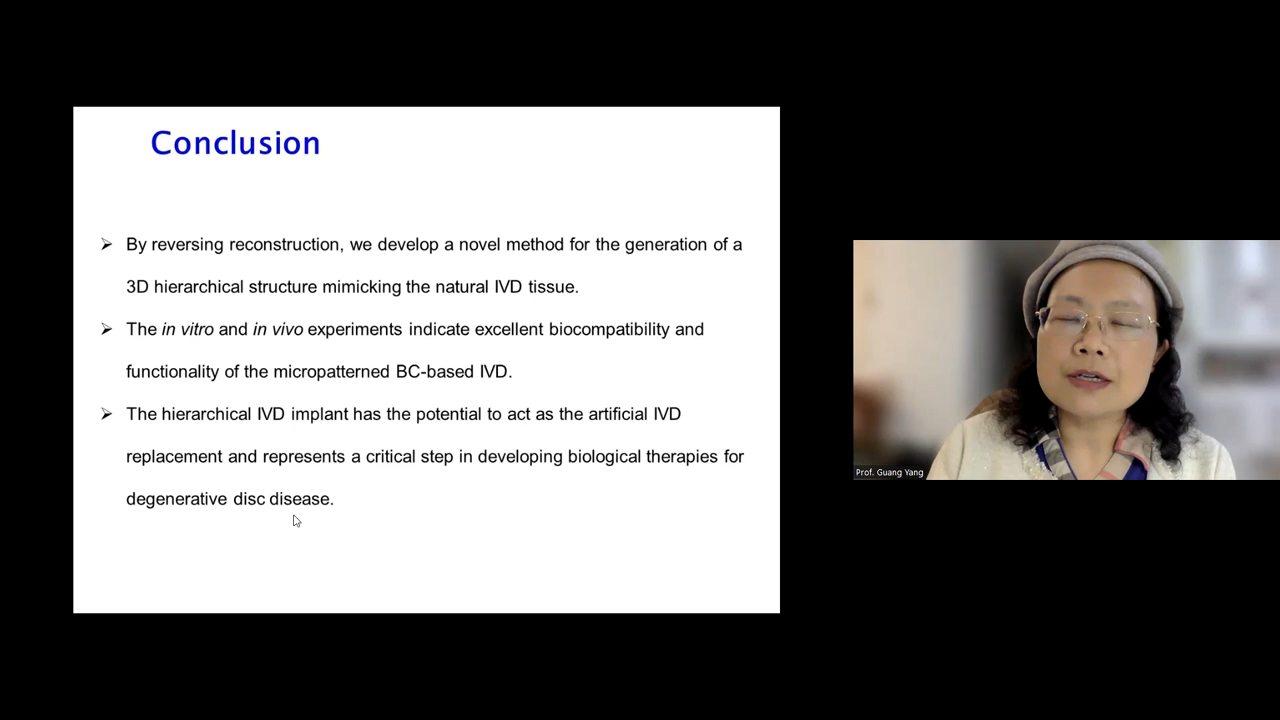 Conclusion
➢ By reversing reconstruction, we develop a novel method for the generation of a
3D hierarchical structure mimicking the natural IVD tissue.
➢ The in vitro and in vivo experiments indicate excellent biocompatibility and
functionality of the micropatterned BC-based IVD.
➢ The hierarchical IVD implant has the potential to act as the artificial IVD
replacement and represents a critical step in developing biological therapies for
degenerative disc disease.
Prof. Guang Yang